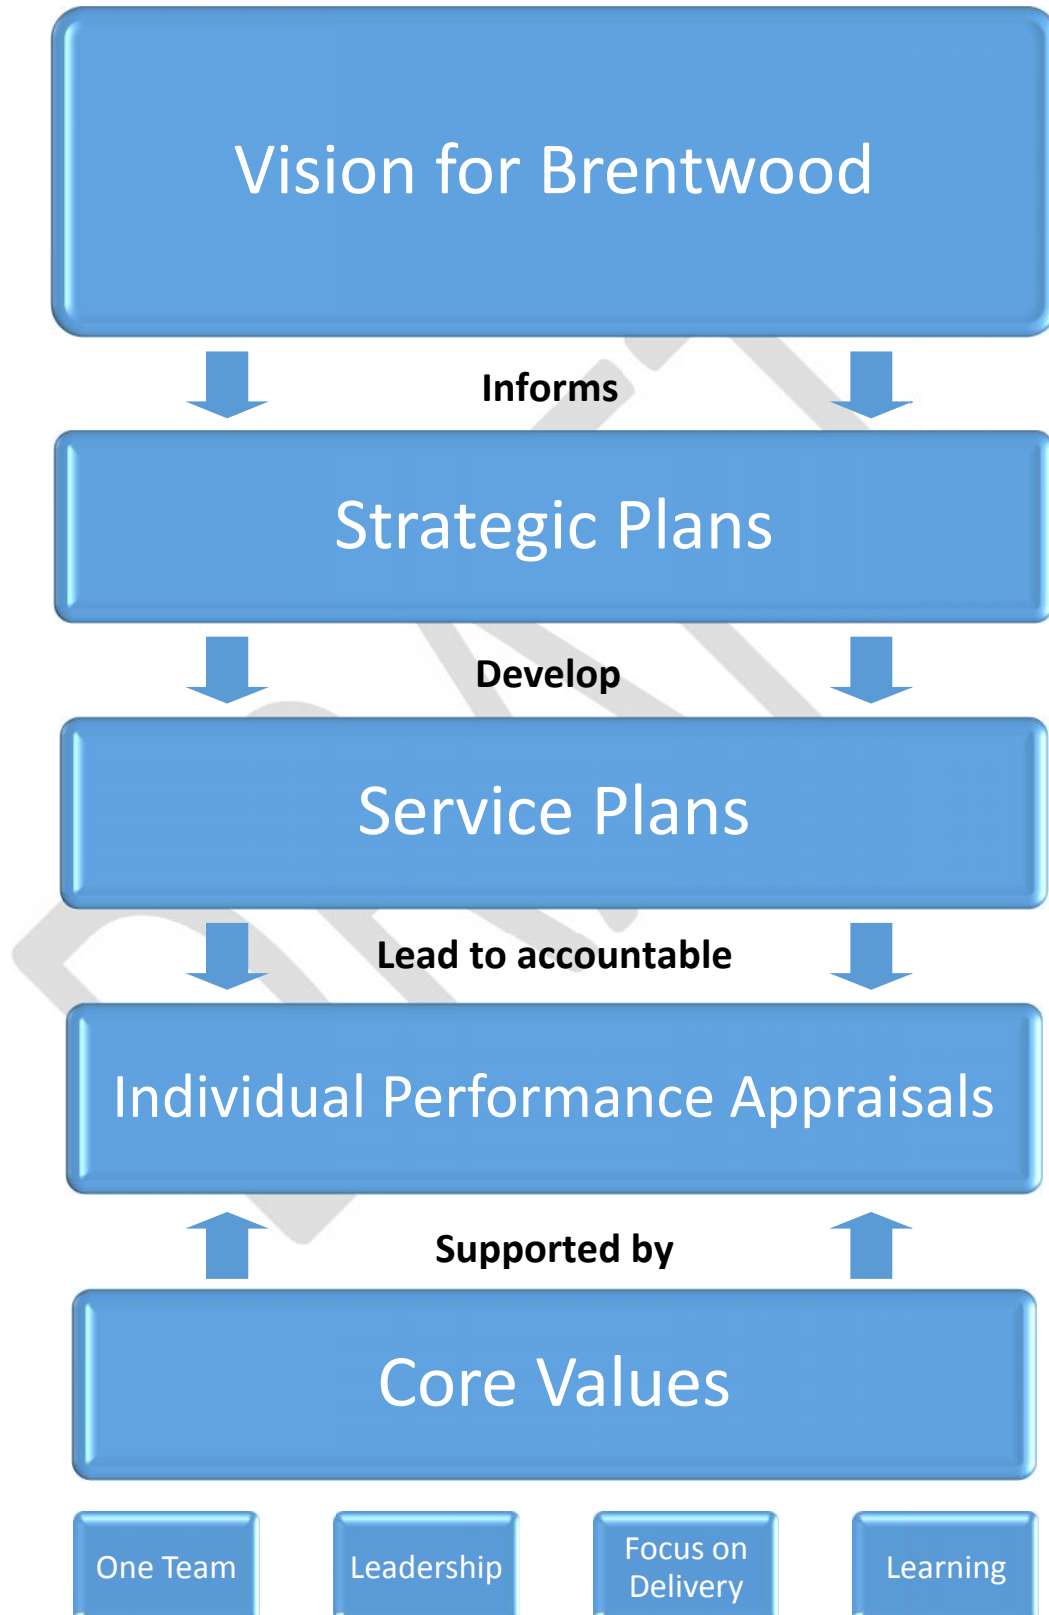 Vision for Brentwood
Informs
Strategic Plans
Develop
Service Plans
Lead to accountable
Individual Performance Appraisals
Supported by
Core Values
One Team
Leadership
Focus on
Delivery
Learning
DRAFT